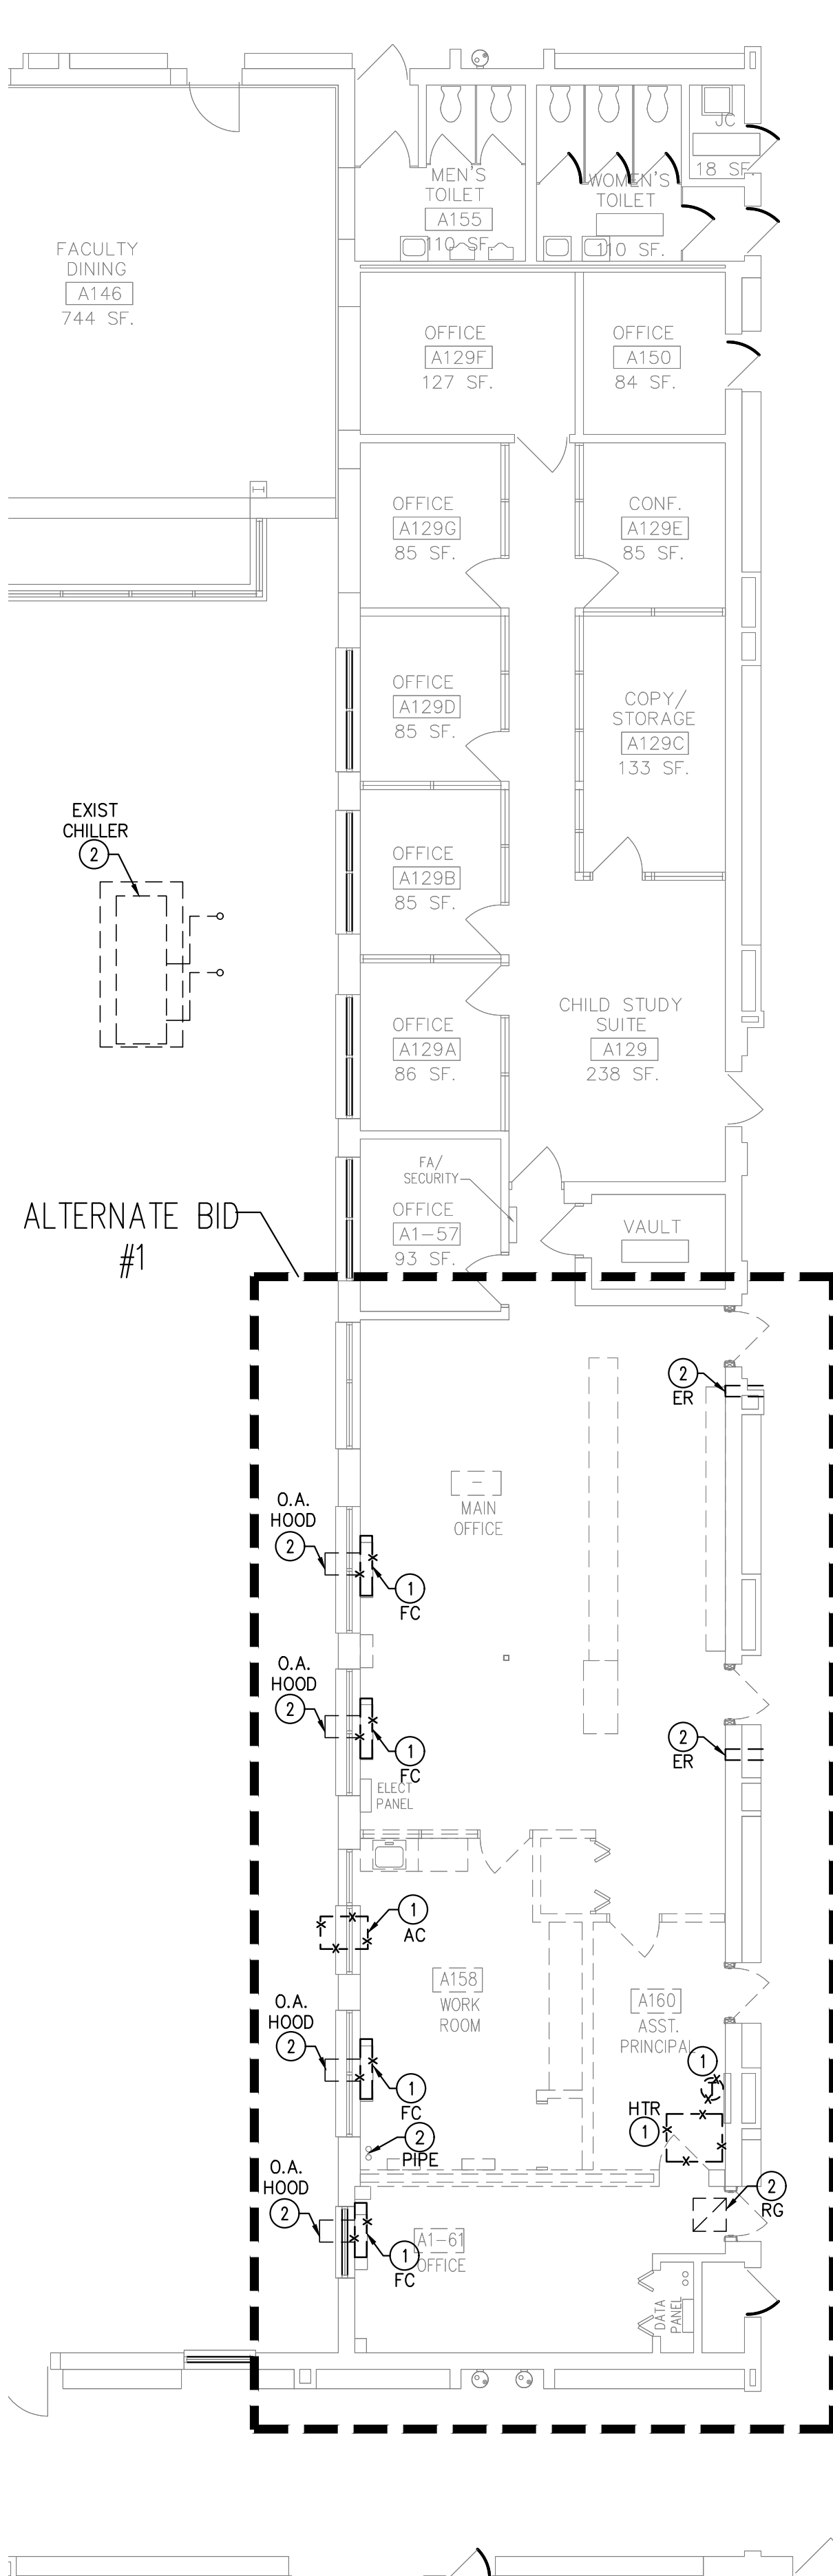 JC
18 SF.
MEN'S
TOILET
A155
110 SF.
WOMEN'S
TOILET
110 SF.
FACULTY
DINING
A146
744 SF.
OFFICE
A129F
127 SF.
OFFICE
A150
84 SF.
OFFICE
A129G
85 SF.
CONF.
A129E
85 SF.
OFFICE
A129D
85 SF.
COPY/
STORAGE
A129C
133 SF.
EXIST
CHILLER
2
OFFICE
A129B
85 SF.
OFFICE
A129A
86 SF.
CHILD STUDY
SUITE
A129
238 SF.
FA/
SECURITY
OFFICE
A1-57
93 SF.
VAULT
ALTERNATE BID
#1
2
ER
-
MAIN
OFFICE
O.A.
HOOD
2
1
FC
O.A.
HOOD
2
1
FC
2
ER
ELECT
PANEL
1
AC
A158
WORK
ROOM
A160
ASST.
PRINCIPAL
O.A.
HOOD
2
1
FC
1
T
HTR
1
2
PIPE
O.A.
HOOD
2
1
FC
2
RG
A1-61
OFFICE
DATA
PANEL